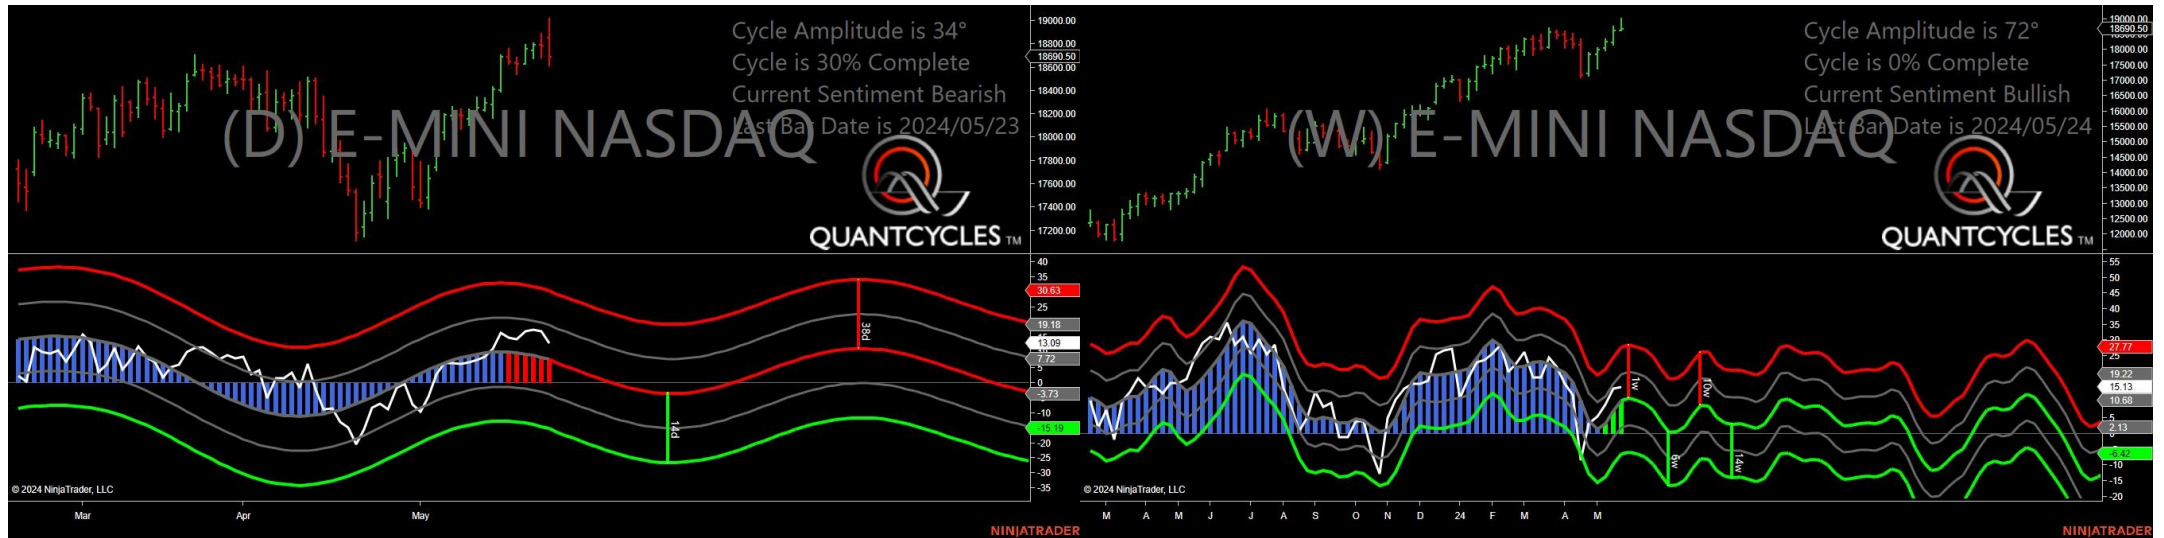 Cycle Amplitude is 34°
Cycle is 30% Complete
Current Sentiment Bearish
Last Bar Date is 2024/05/23
(D) E-MINI NASDAQ
QUANTCYCLES TM
19000.00
18800.00
18690.50
18600.00
18400.00
18200.00
18000.00
17800.00
17600.00
17400.00
17200.00
40
35
30.63
25
19.18
13.09
7.72
5
0
-3.73
-10
-15.19
-20
-25
-30
-35
38d
14d
© 2024 NinjaTrader, LLC
Mar
Apr
May
NINJATRADER
Cycle Amplitude is 72°
Cycle is 0% Complete
Current Sentiment Bullish
Last Bar Date is 2024/05/24
(W) E-MINI NASDAQ
QUANTCYCLES TM
19000.00
18690.50
18000.00
17500.00
16500.00
16000.00
15500.00
15000.00
14500.00
14000.00
13500.00
13000.00
12500.00
12000.00
55
50
45
40
35
30
27.77
25
19.22
15.13
10.68
5
2.13
-6.42
-10
-15
-20
1w
10w
6w
14w
© 2024 NinjaTrader, LLC
M
A
M
J
J
A
S
O
N
D
24
F
M
A
M
NINJATRADER